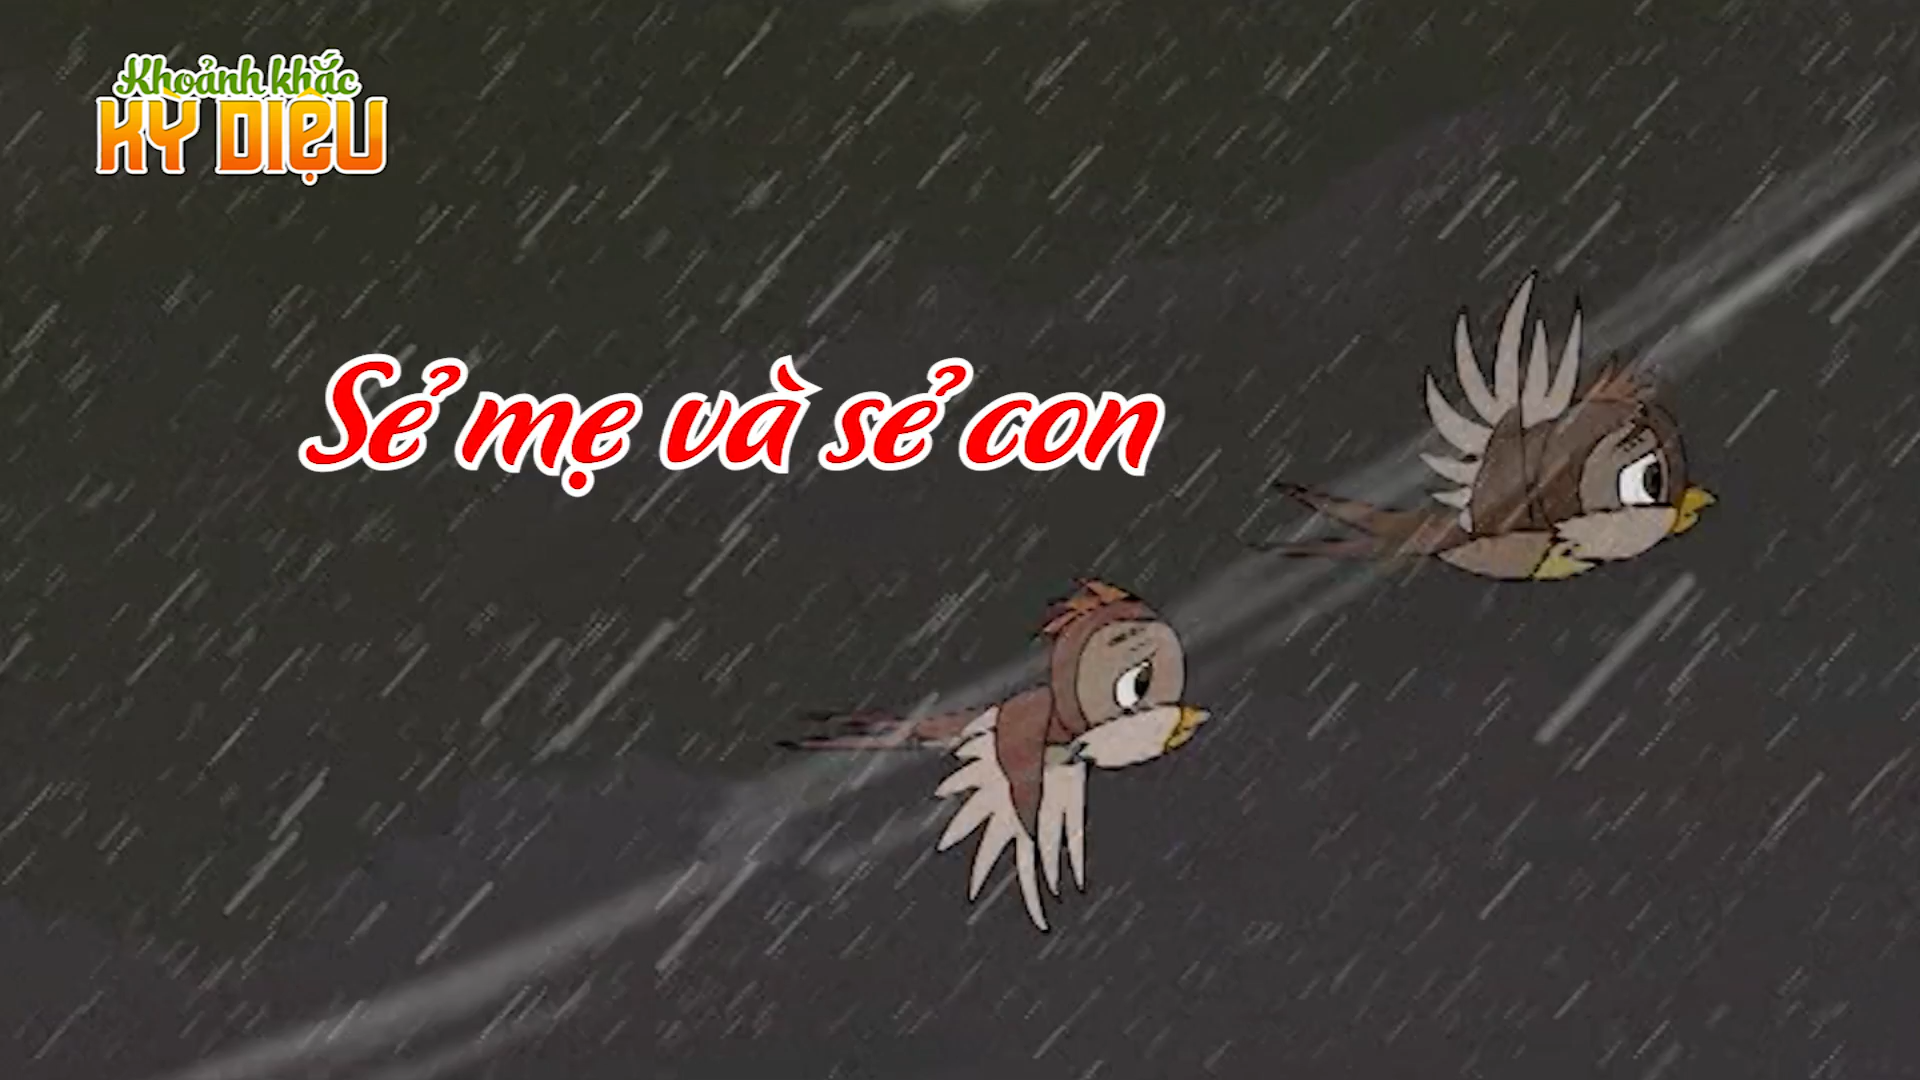 Khoảnh khắc
KỲ DIỆU
Sẻ mẹ và sẻ con